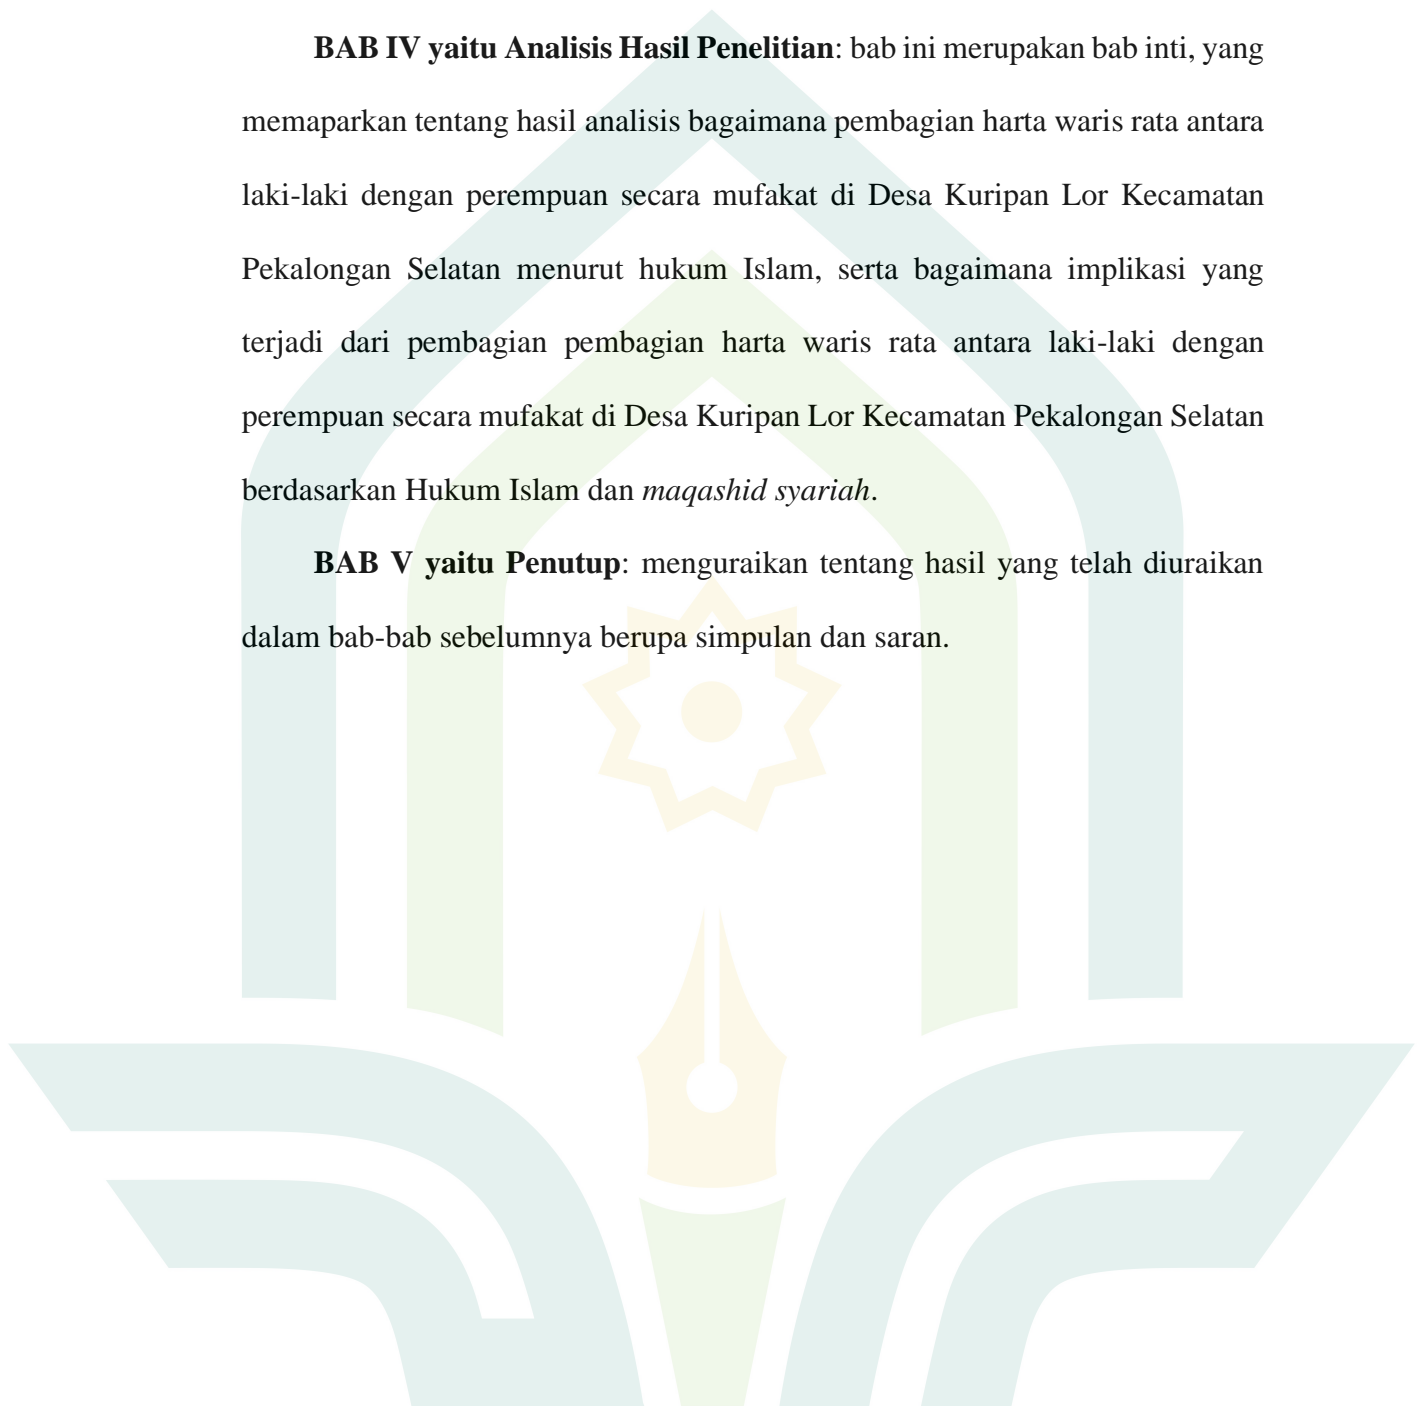 BAB IV yaitu Analisis Hasil Penelitian: bab ini merupakan bab inti, yang
memaparkan tentang hasil analisis bagaimana pembagian harta waris rata antara
laki-laki dengan perempuan secara mufakat di Desa Kuripan Lor Kecamatan
Pekalongan Selatan menurut hukum Islam, serta bagaimana implikasi yang
terjadi dari pembagian pembagian harta waris rata antara laki-laki dengan
perempuan secara mufakat di Desa Kuripan Lor Kecamatan Pekalongan Selatan
berdasarkan Hukum Islam dan maqashid syariah.
BAB V yaitu Penutup: menguraikan tentang hasil yang telah diuraikan
dalam bab-bab sebelumnya berupa simpulan dan saran.